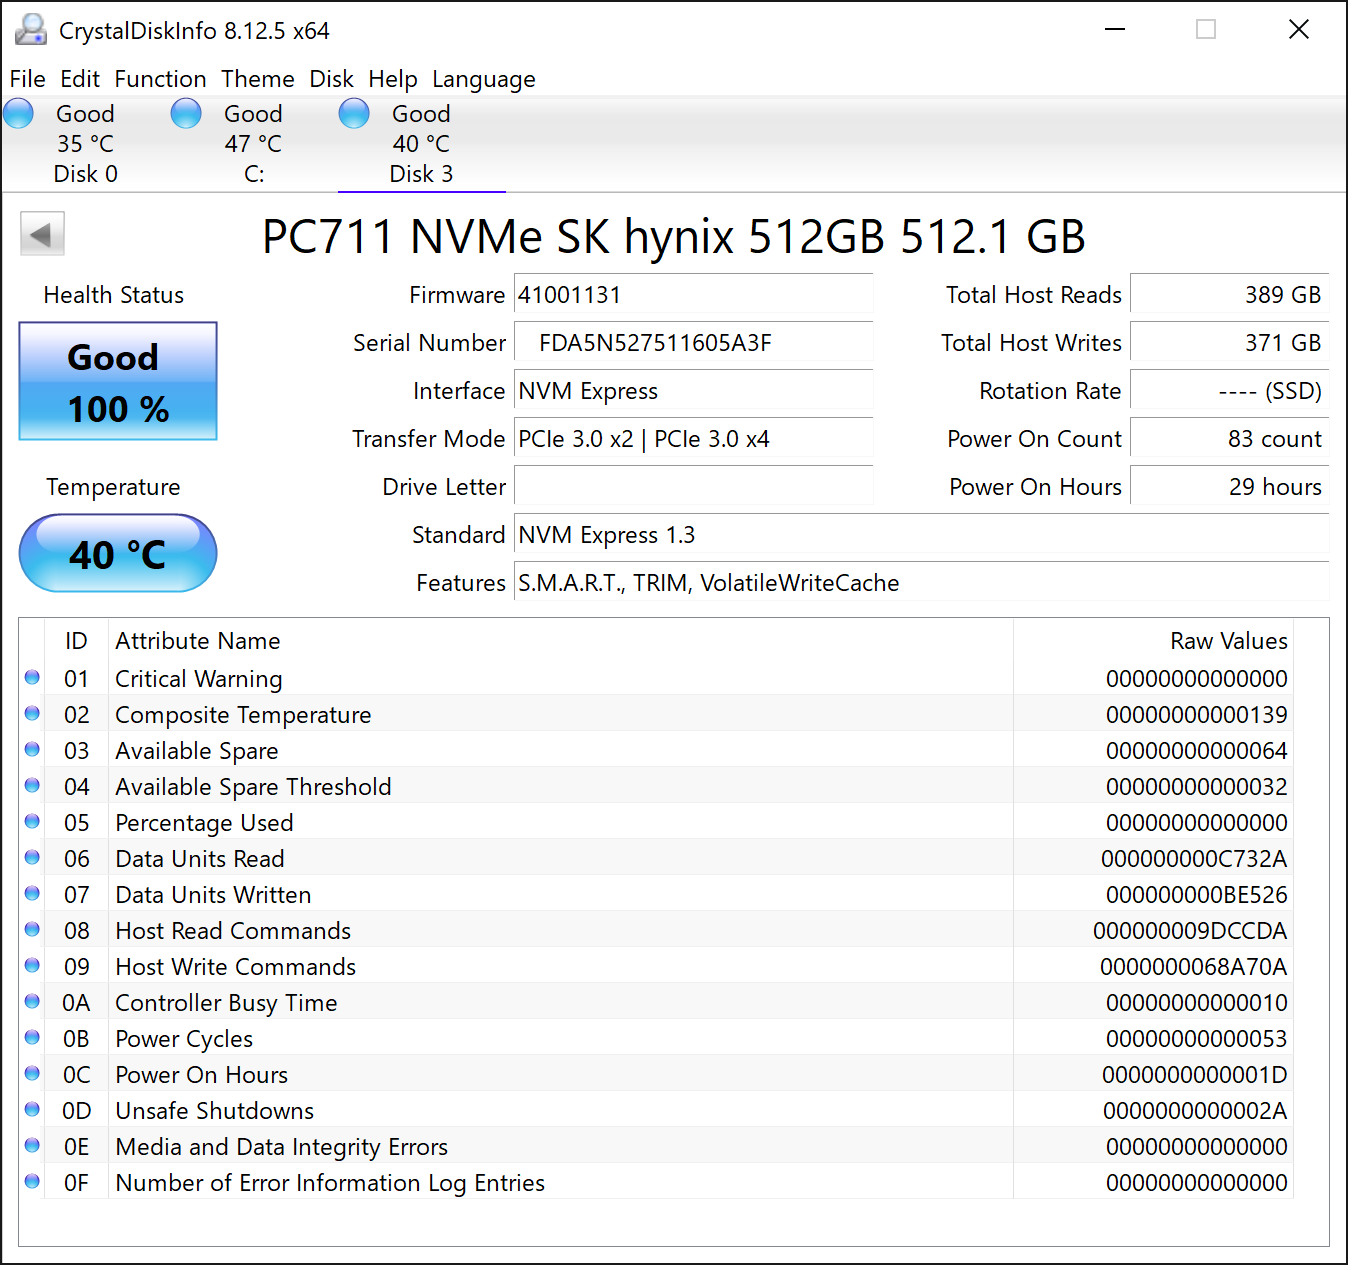 CrystalDiskInfo 8.12.5 x64
File Edit Function Theme Disk Help Language
Good Good Good
35 °C 47 °C 40 °C
Disk 0 C: Disk 3
PC711 NVMe SK hynix 512GB 512.1 GB
Health Status
Good
100 %
Temperature
40 °C
Firmware 41001131
Serial Number FDA5N527511605A3F
Interface NVM Express
Transfer Mode PCIe 3.0 x2 | PCIe 3.0 x4
Drive Letter
Standard NVM Express 1.3
Features S.M.A.R.T., TRIM, VolatileWriteCache
Total Host Reads 389 GB
Total Host Writes 371 GB
Rotation Rate ---- (SSD)
Power On Count 83 count
Power On Hours 29 hours
ID Attribute Name Raw Values
01 Critical Warning 00000000000000
02 Composite Temperature 00000000000139
03 Available Spare 00000000000064
04 Available Spare Threshold 00000000000032
05 Percentage Used 00000000000000
06 Data Units Read 000000000C732A
07 Data Units Written 000000000BE526
08 Host Read Commands 000000009DCCDA
09 Host Write Commands 0000000068A70A
0A Controller Busy Time 00000000000010
0B Power Cycles 00000000000053
0C Power On Hours 0000000000001D
0D Unsafe Shutdowns 0000000000002A
0E Media and Data Integrity Errors 00000000000000
0F Number of Error Information Log Entries 00000000000000